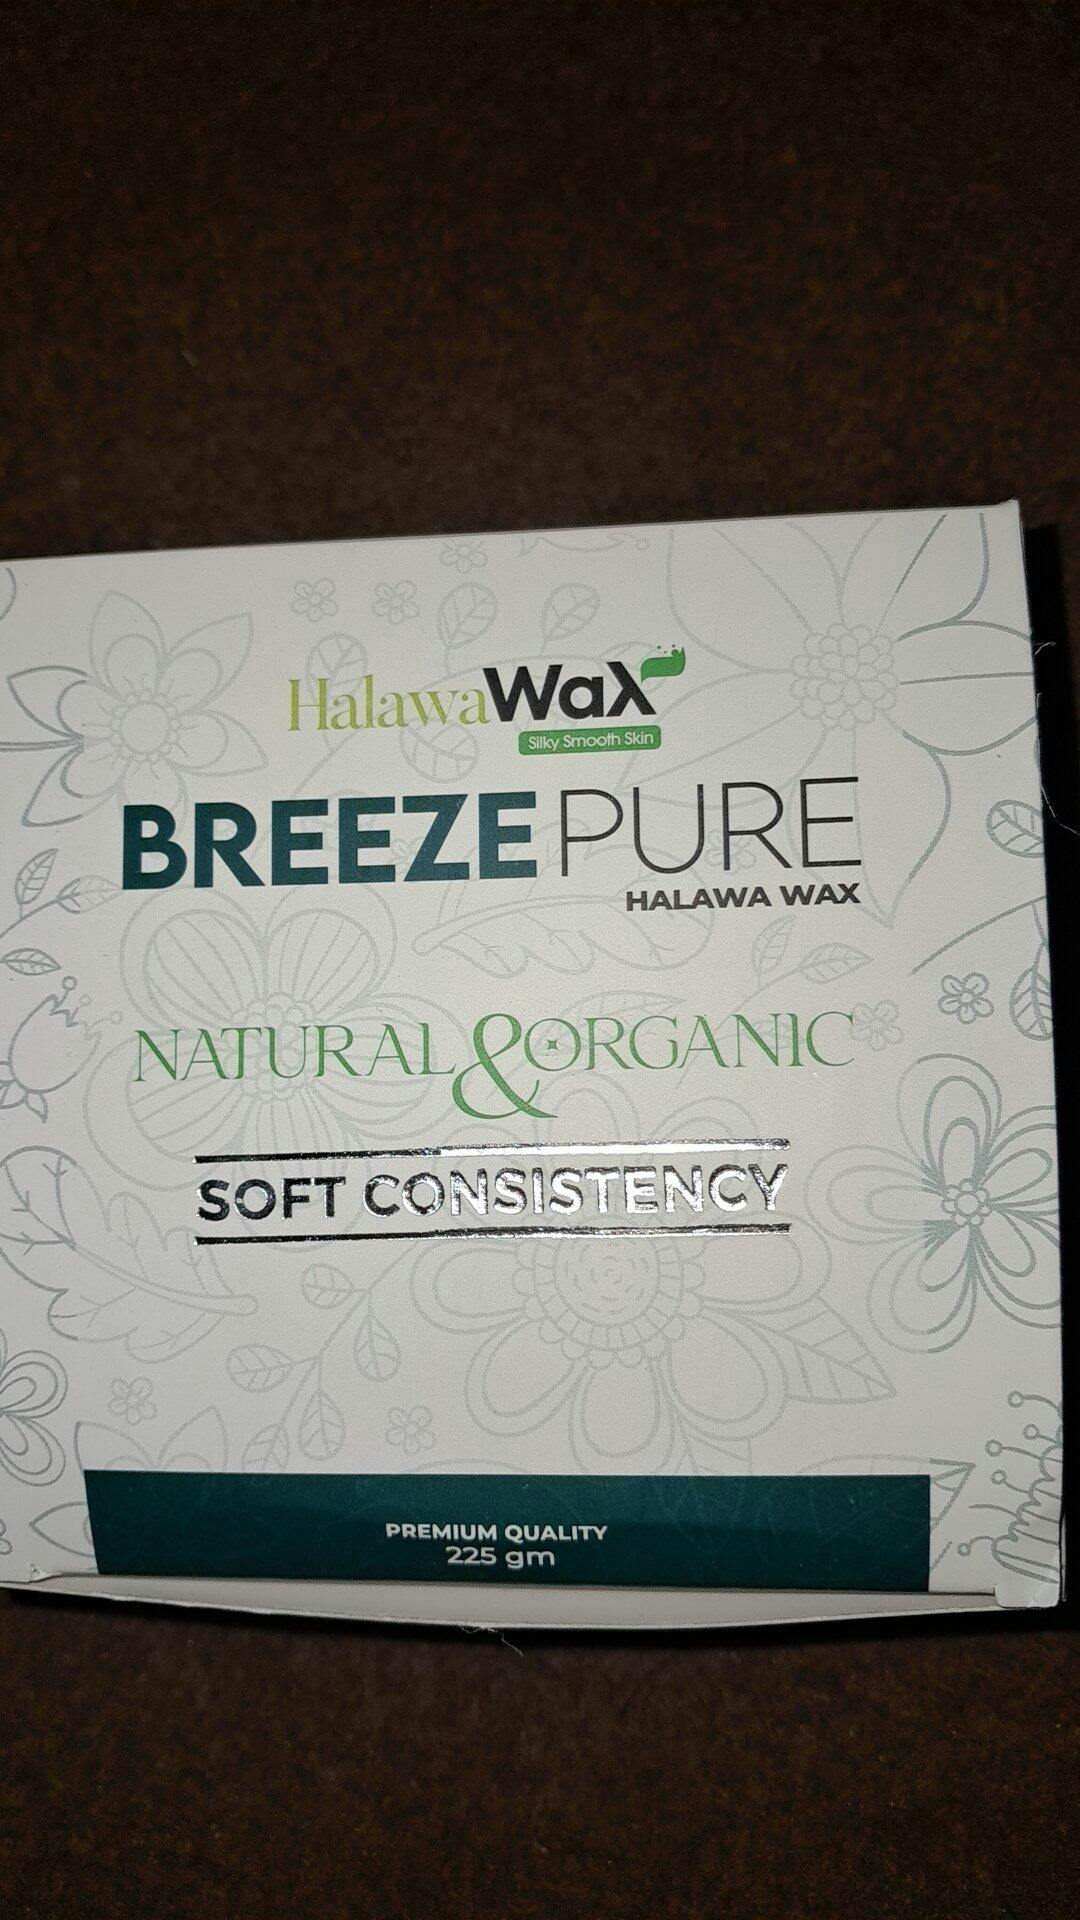 HalawaWaX
Silky Smooth Skin
BREEZE PURE
HALAWA WAX
NATURAL & ORGANIC
SOFT CONSISTENCY
PREMIUM QUALITY
225 gm